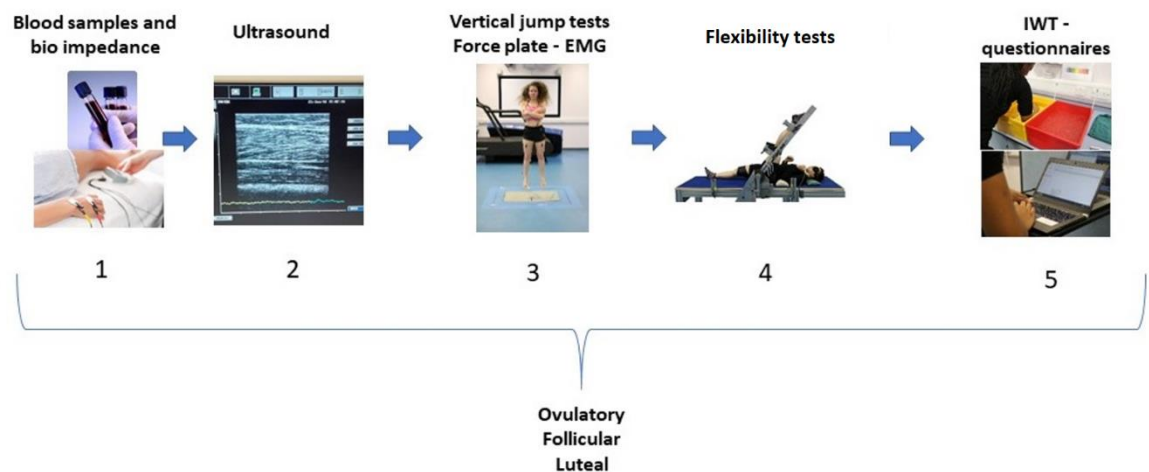 Blood samples and
bio impedance
Ultrasound
Vertical jump tests
Force plate - EMG
Flexibility tests
IWT -
questionnaires
1
2
3
4
5
Ovulatory
Follicular
Luteal